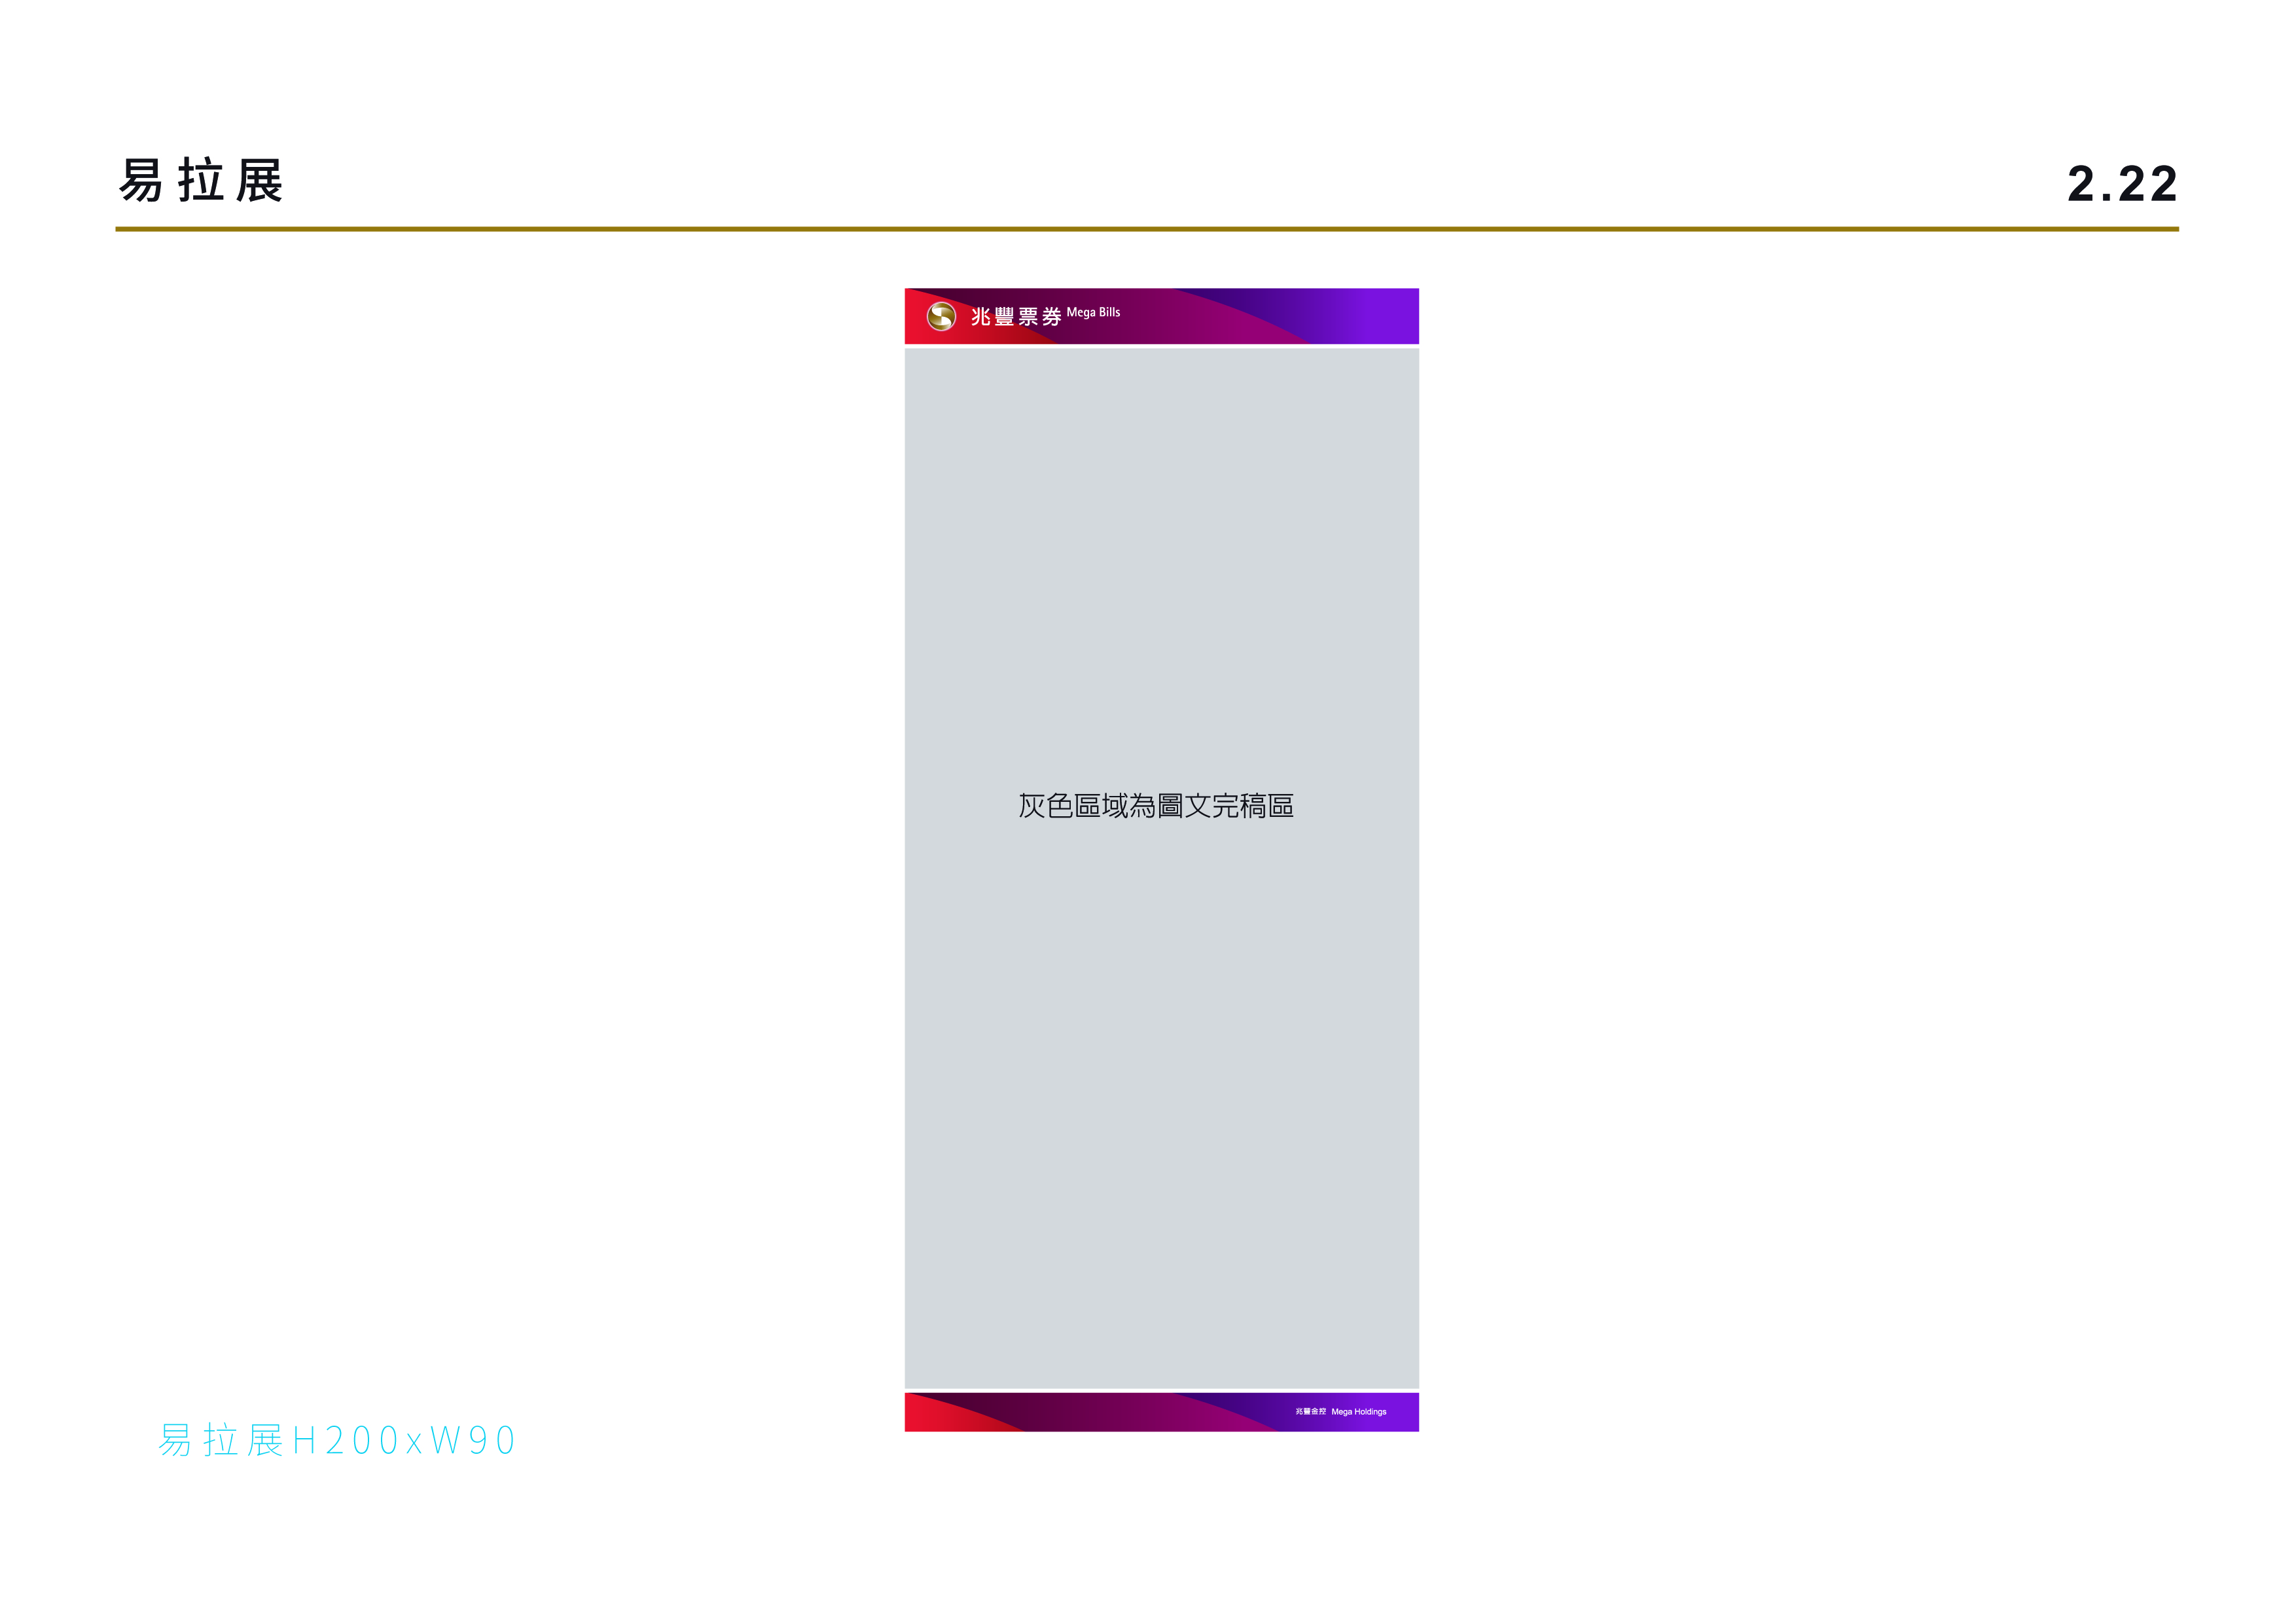 易拉展
2.22
兆豐票券 Mega Bills
灰色區域為圖文完稿區
兆豐金控 Mega Holdings
易拉展H200xW90